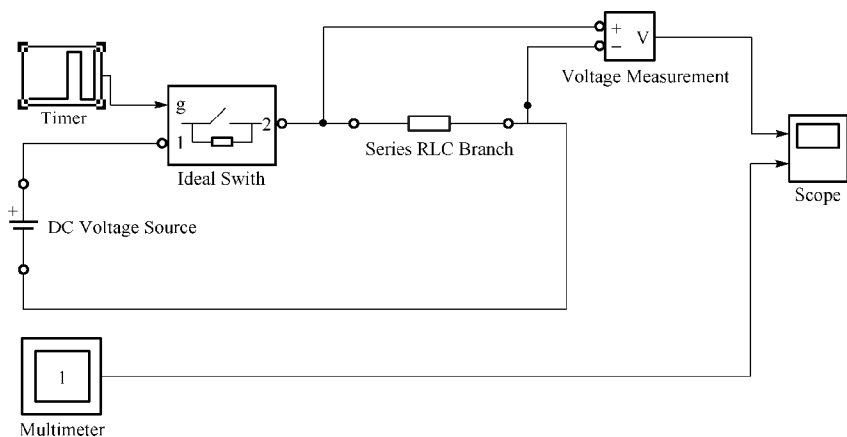 +
−
V
Voltage Measurement
Timer
g
1
2
Ideal Swith
Series RLC Branch
Scope
+
DC Voltage Source
1
Multimeter